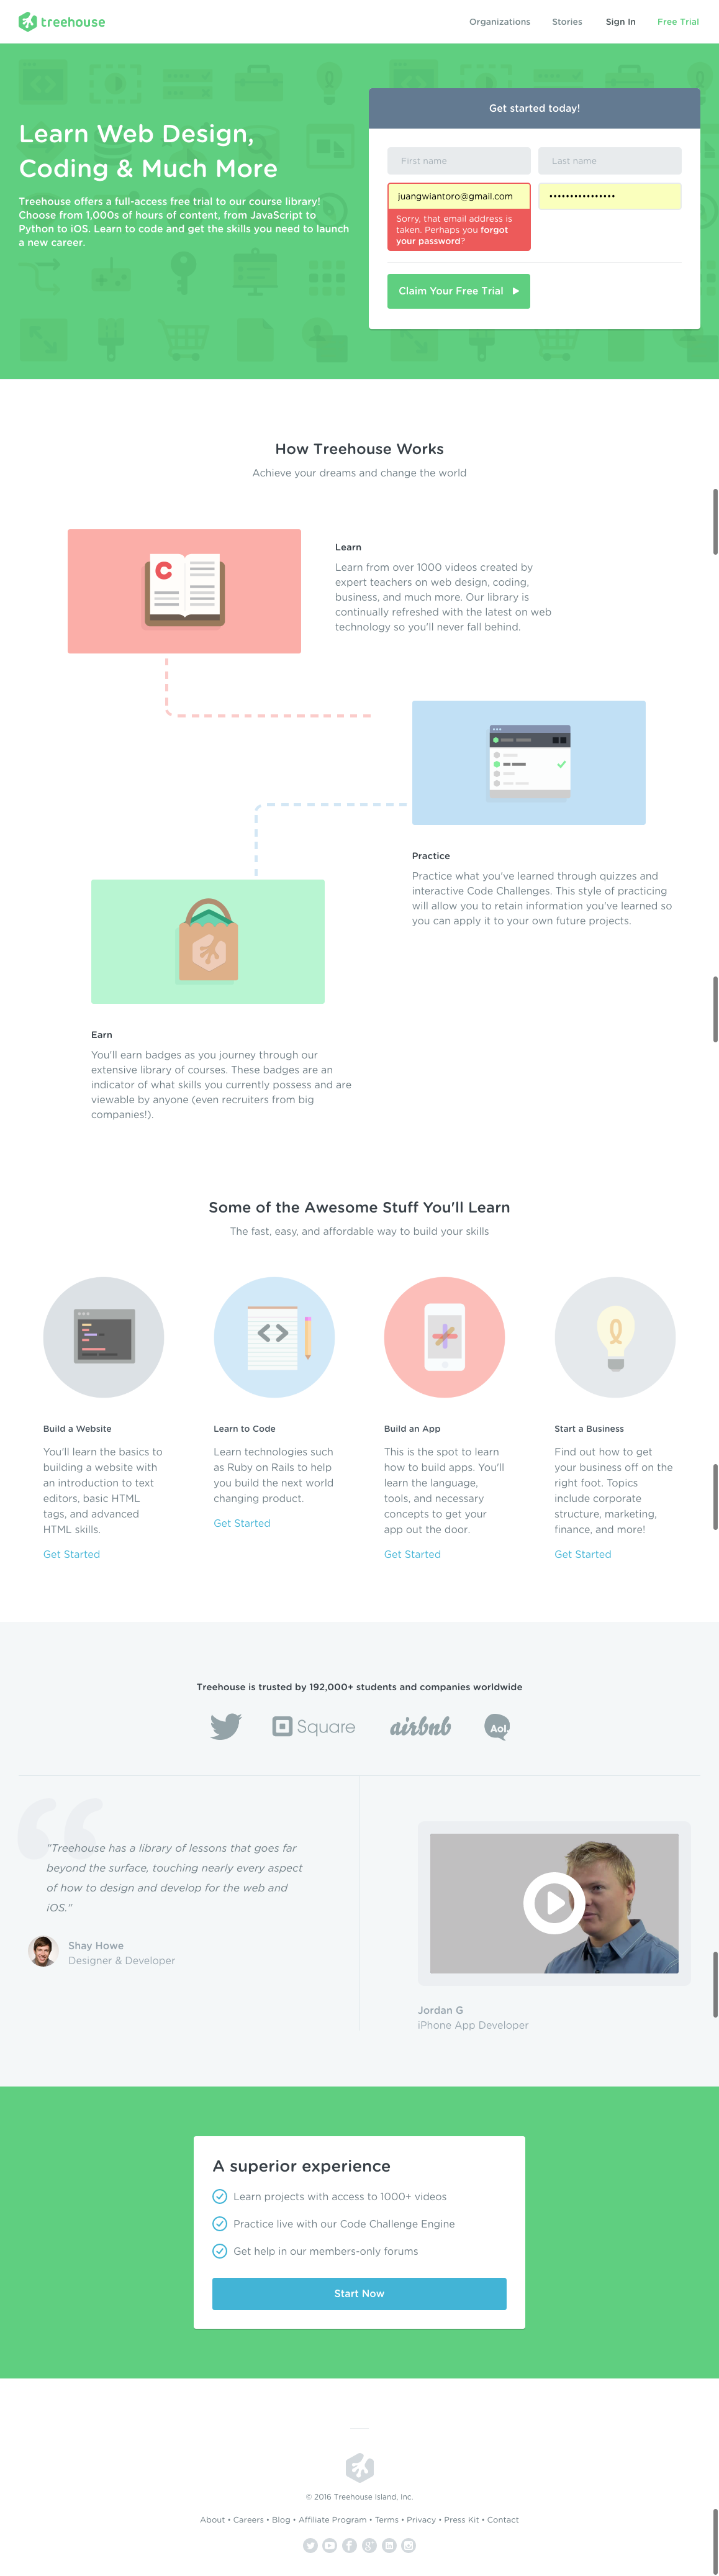 treehouse
Organizations Stories Sign In Free Trial
Learn Web Design,
Coding & Much More
Treehouse offers a full-access free trial to our course library!
Choose from 1,000s of hours of content, from JavaScript to
Python to iOS. Learn to code and get the skills you need to launch
a new career.
Get started today!
First name Last name
juangwiantoro@gmail.com ••••••••••••••••
Sorry, that email address is
taken. Perhaps you forgot
your password?
Claim Your Free Trial
How Treehouse Works
Achieve your dreams and change the world
C
Learn
Learn from over 1000 videos created by
expert teachers on web design, coding,
business, and much more. Our library is
continually refreshed with the latest on web
technology so you'll never fall behind.
Practice
Practice what you've learned through quizzes and
interactive Code Challenges. This style of practicing
will allow you to retain information you've learned so
you can apply it to your own future projects.
Earn
You'll earn badges as you journey through our
extensive library of courses. These badges are an
indicator of what skills you currently possess and are
viewable by anyone (even recruiters from big
companies!).
Some of the Awesome Stuff You'll Learn
The fast, easy, and affordable way to build your skills
Build a Website
You'll learn the basics to
building a website with
an introduction to text
editors, basic HTML
tags, and advanced
HTML skills.
Get Started
Learn to Code
Learn technologies such
as Ruby on Rails to help
you build the next world
changing product.
Get Started
Build an App
This is the spot to learn
how to build apps. You'll
learn the language,
tools, and necessary
concepts to get your
app out the door.
Get Started
Start a Business
Find out how to get
your business off on the
right foot. Topics
include corporate
structure, marketing,
finance, and more!
Get Started
Treehouse is trusted by 192,000+ students and companies worldwide
Square airbnb Aol.
"Treehouse has a library of lessons that goes far
beyond the surface, touching nearly every aspect
of how to design and develop for the web and
iOS."
Shay Howe
Designer & Developer
Jordan G
iPhone App Developer
A superior experience
Learn projects with access to 1000+ videos
Practice live with our Code Challenge Engine
Get help in our members-only forums
Start Now
© 2016 Treehouse Island, Inc.
About • Careers • Blog • Affiliate Program • Terms • Privacy • Press Kit • Contact